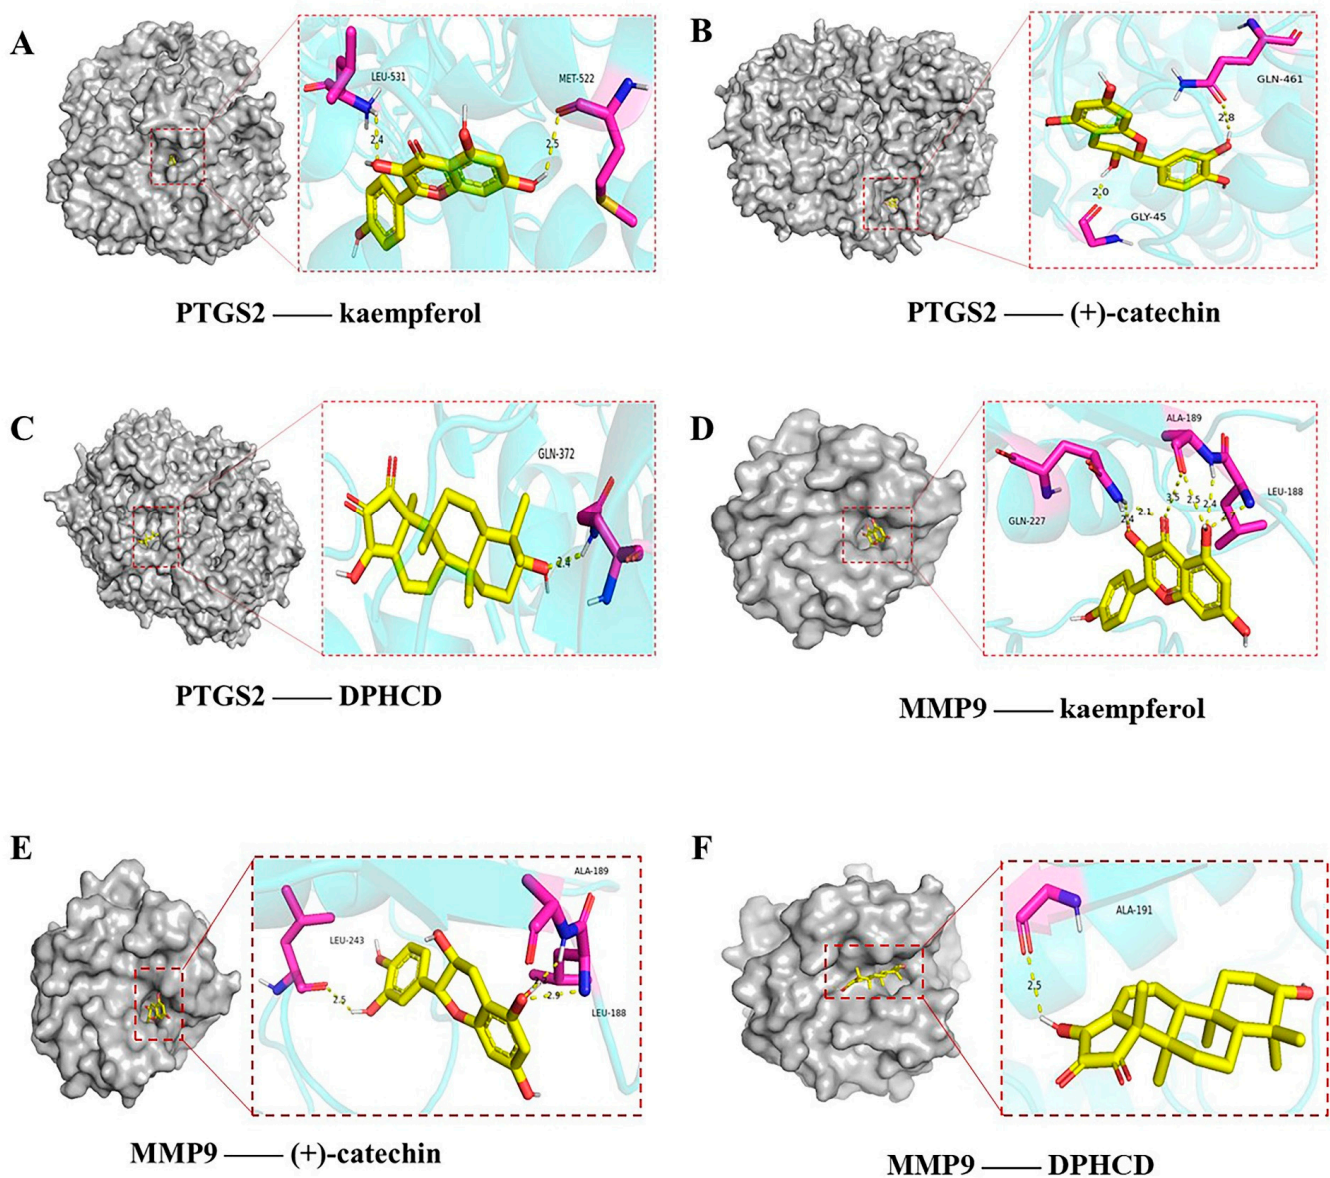 A
LEU-531
MET-522
2.4
2.5
PTGS2 —— kaempferol
B
GLN-461
2.8
2.0
GLY-45
PTGS2 —— (+)-catechin
C
GLN-372
2.4
PTGS2 —— DPHCD
D
ALA-189
LEU-188
GLN-227
3.5
2.5
2.4
2.1
2.4
MMP9 —— kaempferol
E
ALA-189
LEU-243
2.5
2.9
LEU-188
MMP9 —— (+)-catechin
F
ALA-191
2.5
MMP9 —— DPHCD